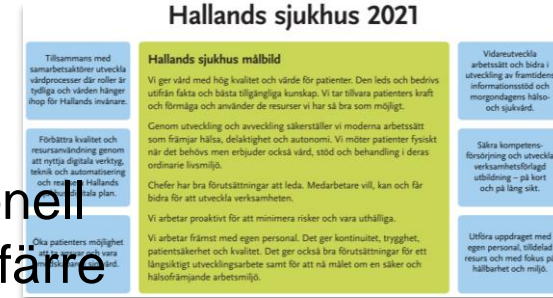 Hallands sjukhus 2021
Tillsammans med
samarbetsaktörer utveckla
vårdprocesser där roller är
tydliga och vården hänger
ihop för Hallands invånare.
Förbättra kvalitet och
resursanvändning genom
att nyttja digitala verktyg,
teknik och automatisering
och Hallands
digitala plan.
Öka patienters möjlighet
att ta ansvar och vara
nell
färre
Hallands sjukhus målbild
Vi ger vård med hög kvalitet och värde för patienter. Den leds och bedrivs
utifrån fakta och bästa tillgängliga kunskap. Vi tar tillvara patienters kraft
och förmåga och använder de resurser vi har så bra som möjligt.
Genom utveckling och avveckling säkerställer vi moderna arbetssätt
som främjar hälsa, delaktighet och autonomi. Vi möter patienter fysiskt
när det behövs men erbjuder också vård, stöd och behandling i deras
ordinarie livsmiljö.
Chefer har bra förutsättningar att leda. Medarbetare vill, kan och får
bidra för att utveckla verksamheten.
Vi arbetar proaktivt för att minimera risker och vara uthålliga.
Vi arbetar främst med egen personal. Det ger kontinuitet, trygghet,
patientsäkerhet och kvalitet. Det ger också bra förutsättningar för ett
långsiktigt utvecklingsarbete samt för att nå målet om en säker och
hälsofrämjande arbetsmiljö.
Vidareutveckla
arbetssätt och bidra i
utveckling av framtidens
informationsstöd och
morgondagens hälso-
och sjukvård.
Säkra kompetens-
försörjning och utveckla
verksamhetsförlagd
utbildning – på kort
och på lång sikt.
Utföra uppdraget med
egen personal, tilldelad
resurs och med fokus på
hållbarhet och miljö.